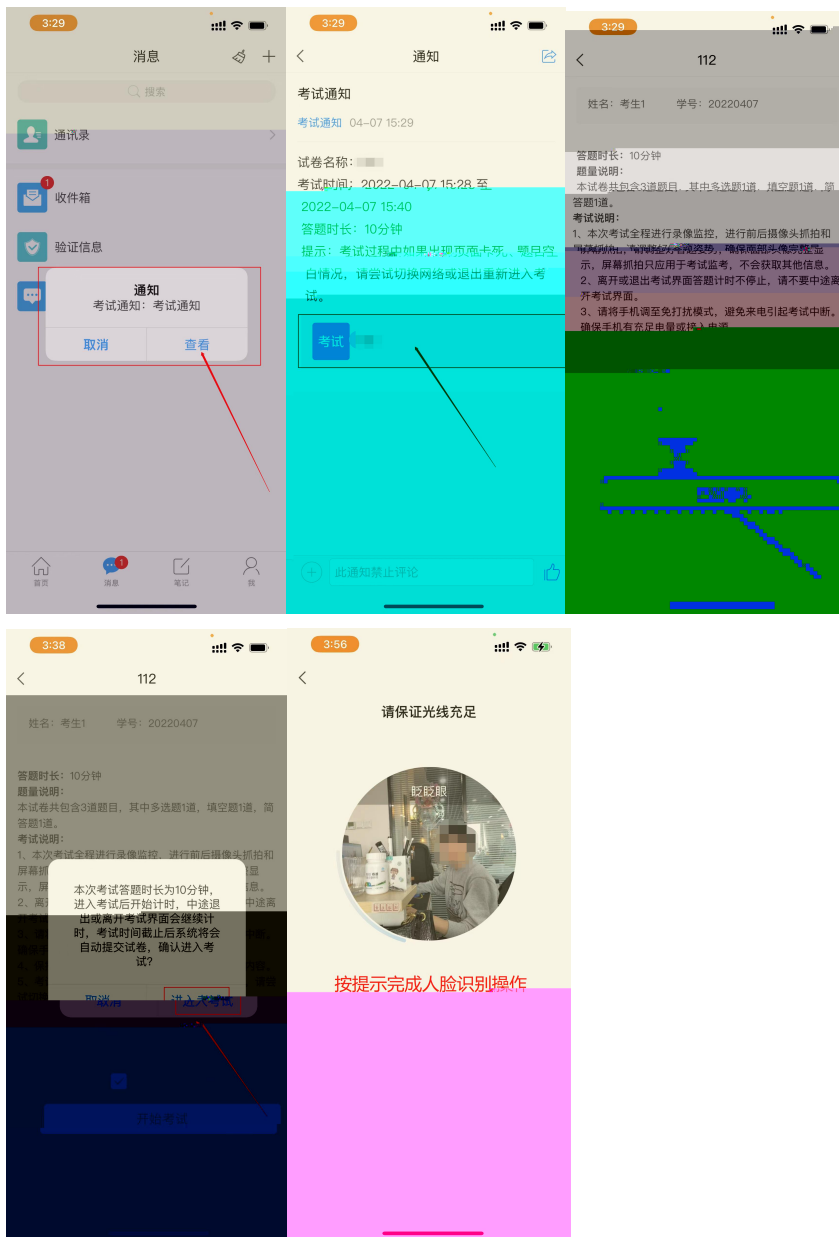 3:29
消息
搜索
通讯录
1
收件箱
验证信息
通知
考试通知：考试通知
取消
查看
首页
消息
1
笔记
我
3:29
通知
考试通知
考试通知 04-07 15:29
试卷名称：
考试时间：2022-04-07 15:28 至
2022-04-07 15:40
答题时长：10分钟
提示：考试过程中如果出现页面卡死、题目空
白情况，请尝试切换网络或退出重新进入考
试。
考试
此通知禁止评论
3:29
112
姓名：考生1 学号：20220407
答题时长：10分钟
题量说明：
本试卷共包含3道题目，其中多选题1道，填空题1道，简
答题1道。
考试说明：
1、本次考试全程进行录像监控，进行前后摄像头抓拍和
确保面部头像完整显
示，屏幕抓拍只应用于考试监考，不会获取其他信息。
2、离开或退出考试界面答题计时不停止，请不要中途离
开考试界面。
3、请将手机调至免打扰模式，避免来电引起考试中断。
确保手机有充足电量或接入电源
3:38
112
姓名：考生1 学号：20220407
答题时长：10分钟
题量说明：
本试卷共包含3道题目，其中多选题1道，填空题1道，简
答题1道。
考试说明：
1、本次考试全程进行录像监控，进行前后摄像头抓拍和
屏幕抓
示，屏
2、离开
中途离
本次考试答题时长为10分钟，
进入考试后开始计时，中途退
出或离开考试界面会继续计
时，考试时间截止后系统将会
自动提交试卷，确认进入考
试？
取消
进入考试
开始考试
3:56
请保证光线充足
眨眨眼
按提示完成人脸识别操作